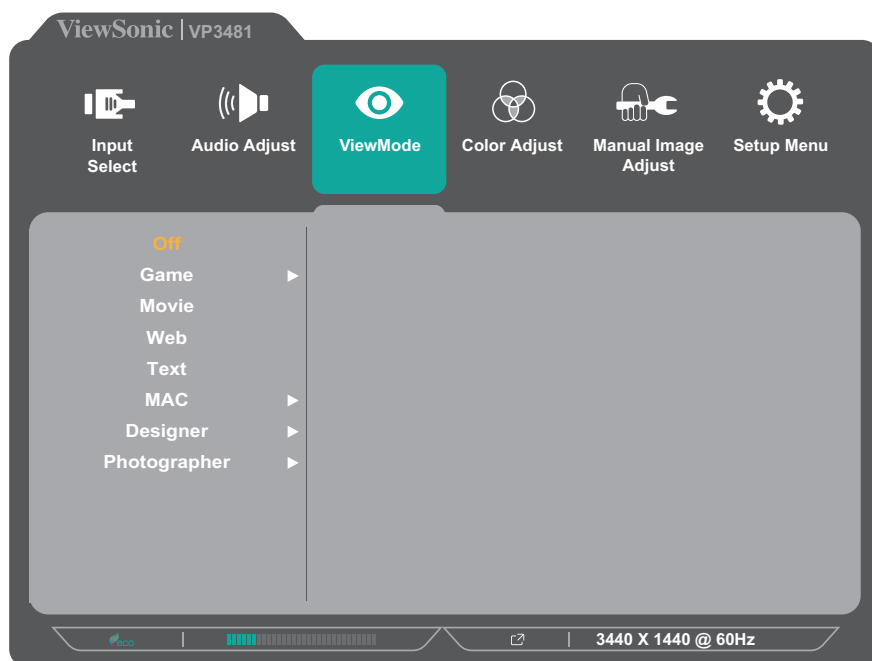 ViewSonic | VP3481
Input Select
Audio Adjust
ViewMode
Color Adjust
Manual Image Adjust
Setup Menu
Off
Game ►
Movie
Web
Text
MAC ►
Designer ►
Photographer ►
eco
3440 X 1440 @ 60Hz